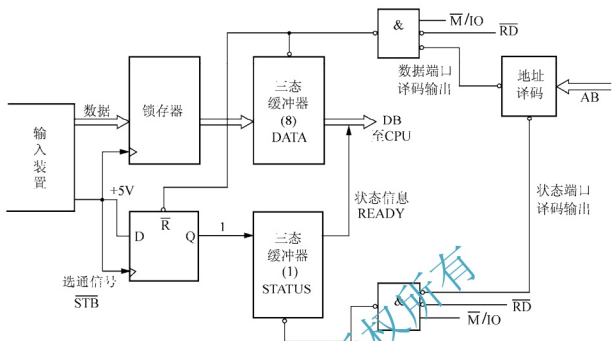 输
入
装
置
数据
锁存器
三态
缓冲器
(8)
DATA
DB
至CPU
&
M̅/IO
R̅D̅
数据端口
译码输出
地址
译码
AB
状态端口
译码输出
状态信息
READY
+5V
R̅
D
Q
1
三态
缓冲器
(1)
STATUS
选通信号
S̅T̅B̅
&
R̅D̅
M̅/IO
权所有